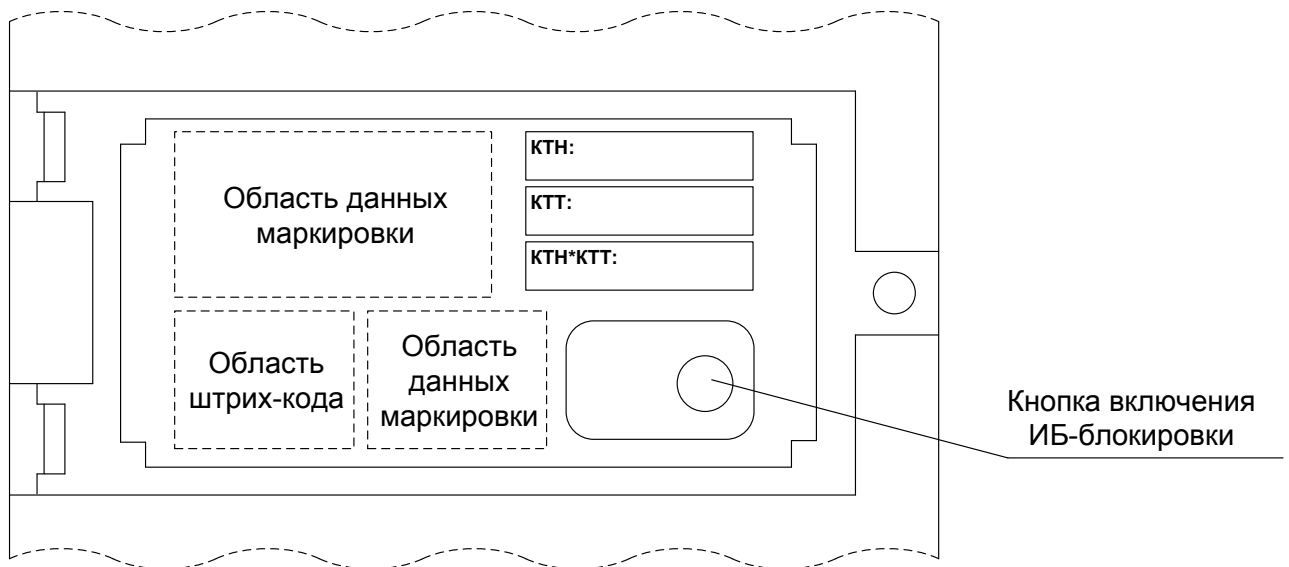 КТН:
Область данных
маркировки
КТТ:
КТН*КТТ:
Область
штрих-кода
Область
данных
маркировки
Кнопка включения
ИБ-блокировки